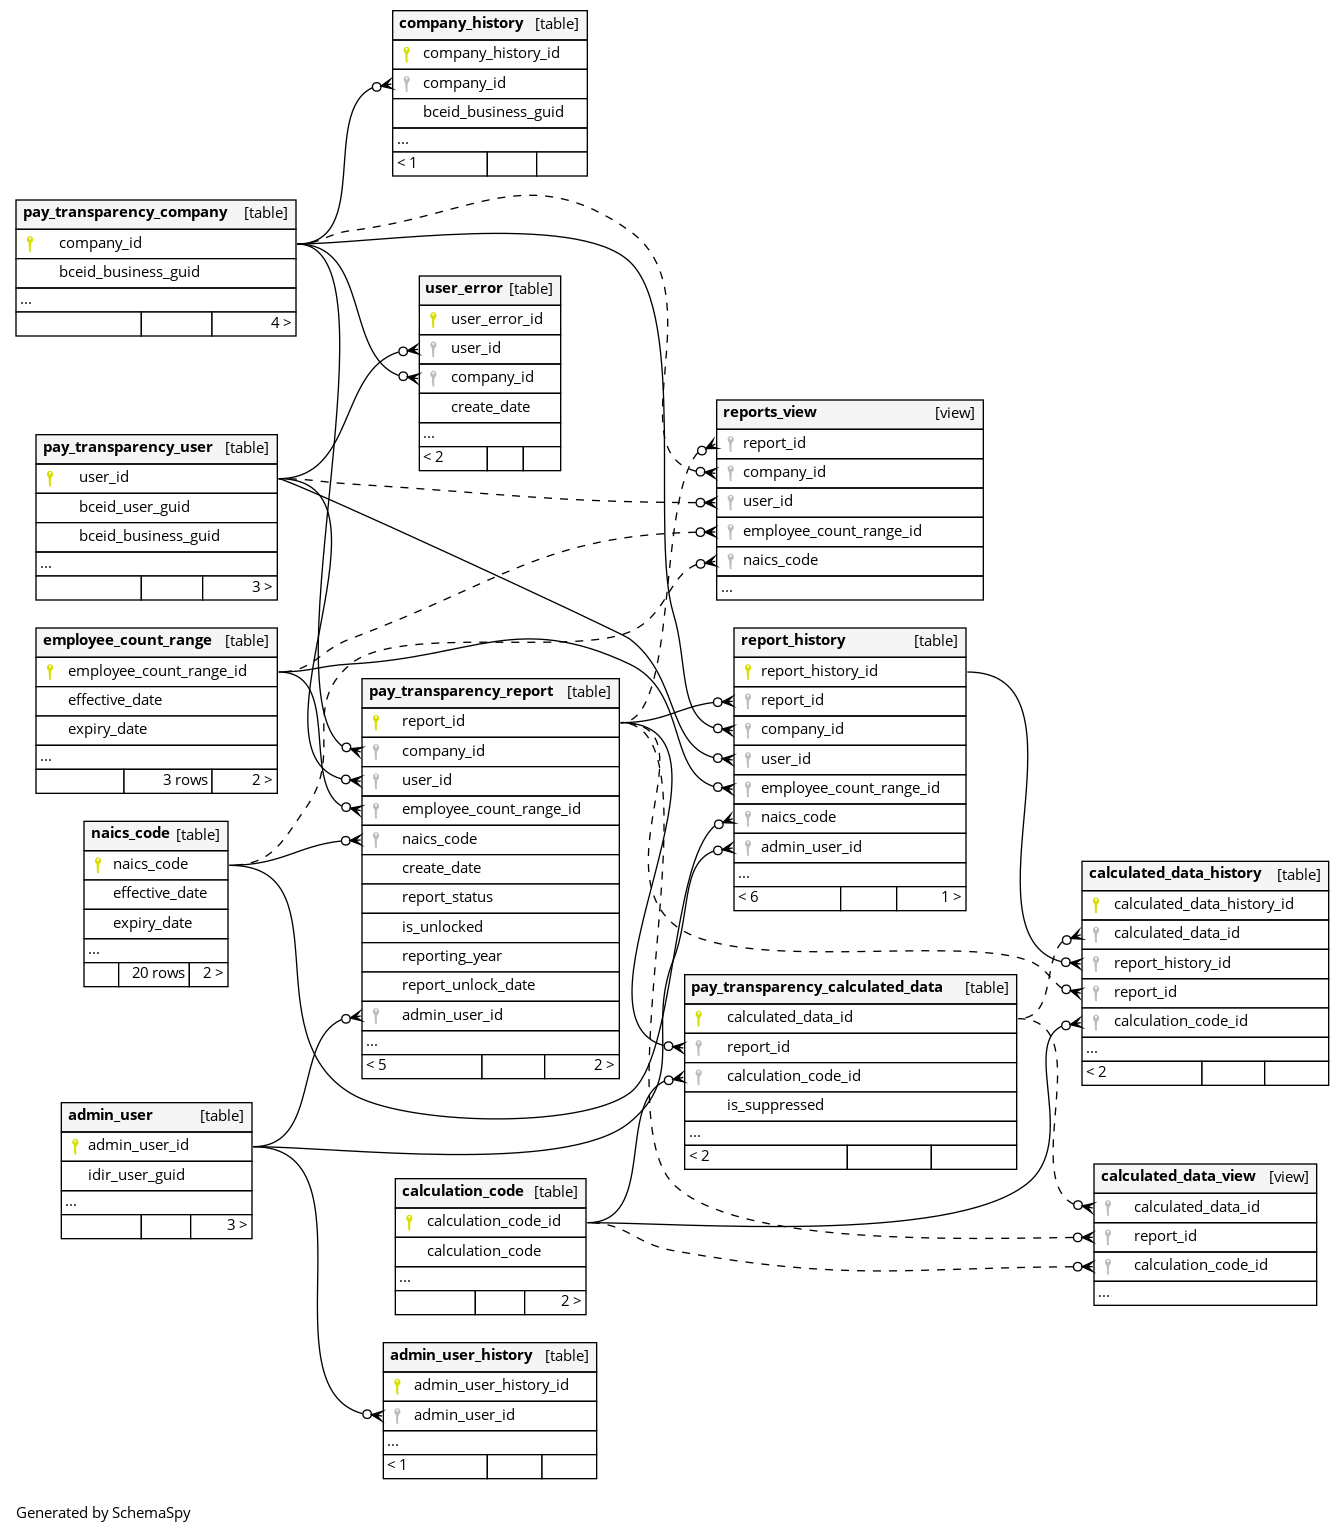 company_history [table]
company_history_id
company_id
bceid_business_guid
...
< 1
pay_transparency_company [table]
company_id
bceid_business_guid
...
4 >
user_error [table]
user_error_id
user_id
company_id
create_date
...
< 2
reports_view [view]
report_id
company_id
user_id
employee_count_range_id
naics_code
...
pay_transparency_user [table]
user_id
bceid_user_guid
bceid_business_guid
...
3 >
employee_count_range [table]
employee_count_range_id
effective_date
expiry_date
...
3 rows 2 >
report_history [table]
report_history_id
report_id
company_id
user_id
employee_count_range_id
naics_code
admin_user_id
...
< 6 1 >
pay_transparency_report [table]
report_id
company_id
user_id
employee_count_range_id
naics_code
create_date
report_status
is_unlocked
reporting_year
report_unlock_date
admin_user_id
...
< 5 2 >
naics_code [table]
naics_code
effective_date
expiry_date
...
20 rows 2 >
calculated_data_history [table]
calculated_data_history_id
calculated_data_id
report_history_id
report_id
calculation_code_id
...
< 2
pay_transparency_calculated_data [table]
calculated_data_id
report_id
calculation_code_id
is_suppressed
...
< 2
admin_user [table]
admin_user_id
idir_user_guid
...
3 >
calculation_code [table]
calculation_code_id
calculation_code
...
2 >
calculated_data_view [view]
calculated_data_id
report_id
calculation_code_id
...
admin_user_history [table]
admin_user_history_id
admin_user_id
...
< 1
Generated by SchemaSpy